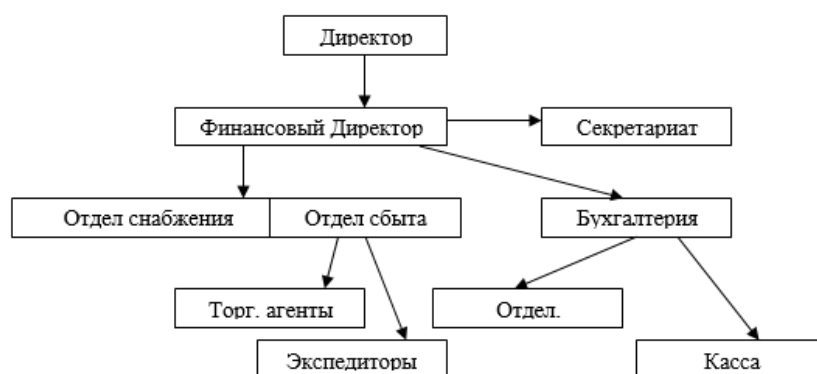 Директор
Финансовый Директор
Секретариат
Отдел снабжения
Отдел сбыта
Бухгалтерия
Торг. агенты
Отдел.
Экспедиторы
Касса